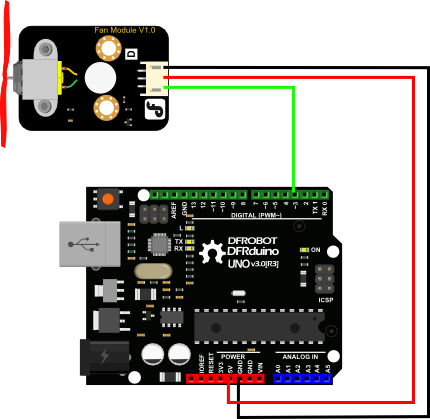 Fan Module V1.0
D
AREF
GND
13
12
~11
~10
~9
8
7
~6
~5
4
~3
2
TX 1
RX 0
DIGITAL (PWM~)
L
TX
RX
DFROBOT
DFRduino
UNO v3.0[R3]
ON
ICSP
IOREF
RESET
3V3
5V
GND
GND
VIN
POWER
ANALOG IN
A0
A1
A2
A3
A4
A5